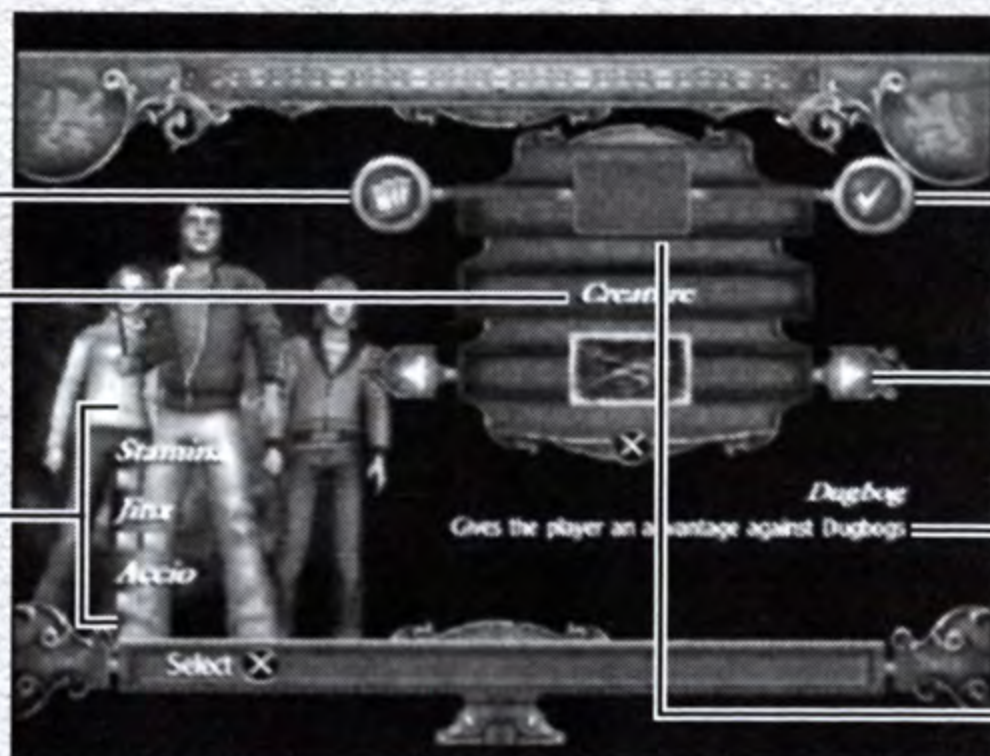 Creature
Stamina
Jinx
Accio
Dugbog
Gives the player an advantage against Dugbogs
Select